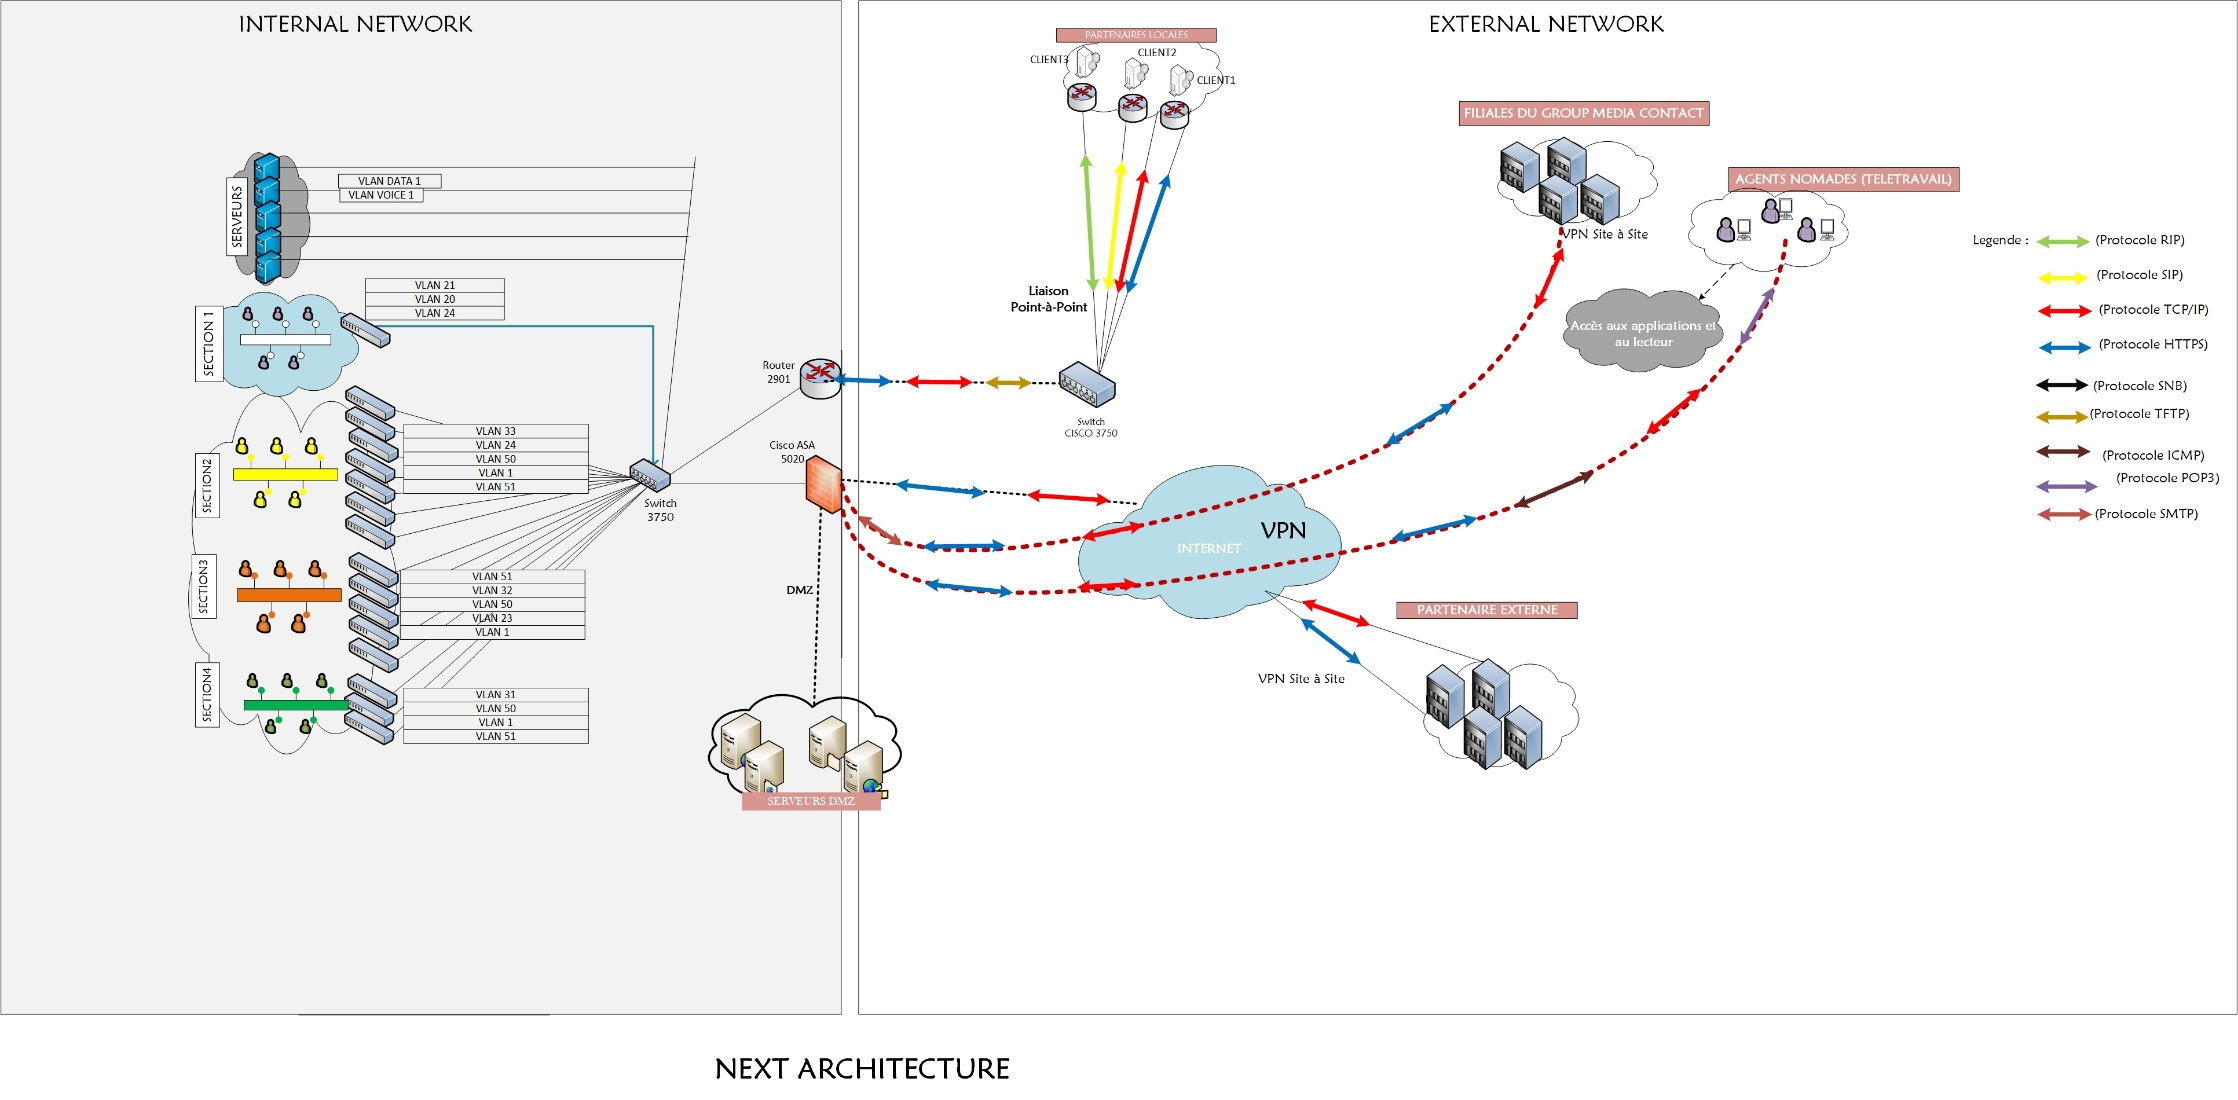 INTERNAL NETWORK
EXTERNAL NETWORK
PARTENAIRES LOCALES
CLIENT3
CLIENT2
CLIENT1
FILIALES DU GROUP MEDIA CONTACT
AGENTS NOMADES (TELETRAVAIL)
SERVEURS
VLAN DATA 1
VLAN VOICE 1
VPN Site à Site
Legende :
(Protocole RIP)
(Protocole SIP)
(Protocole TCP/IP)
(Protocole HTTPS)
(Protocole SNB)
(Protocole TFTP)
(Protocole ICMP)
(Protocole POP3)
(Protocole SMTP)
SECTION 1
VLAN 21
VLAN 20
VLAN 24
Liaison
Point-à-Point
Accès aux applications et
au lecteur
Router
2901
Switch
CISCO 3750
SECTION2
VLAN 33
VLAN 24
VLAN 50
VLAN 1
VLAN 51
Switch
3750
Cisco ASA
5020
INTERNET
VPN
SECTION3
VLAN 51
VLAN 32
VLAN 50
VLAN 23
VLAN 1
DMZ
PARTENAIRE EXTERNE
VPN Site à Site
SECTION4
VLAN 31
VLAN 50
VLAN 1
VLAN 51
SERVEURS DMZ
NEXT ARCHITECTURE